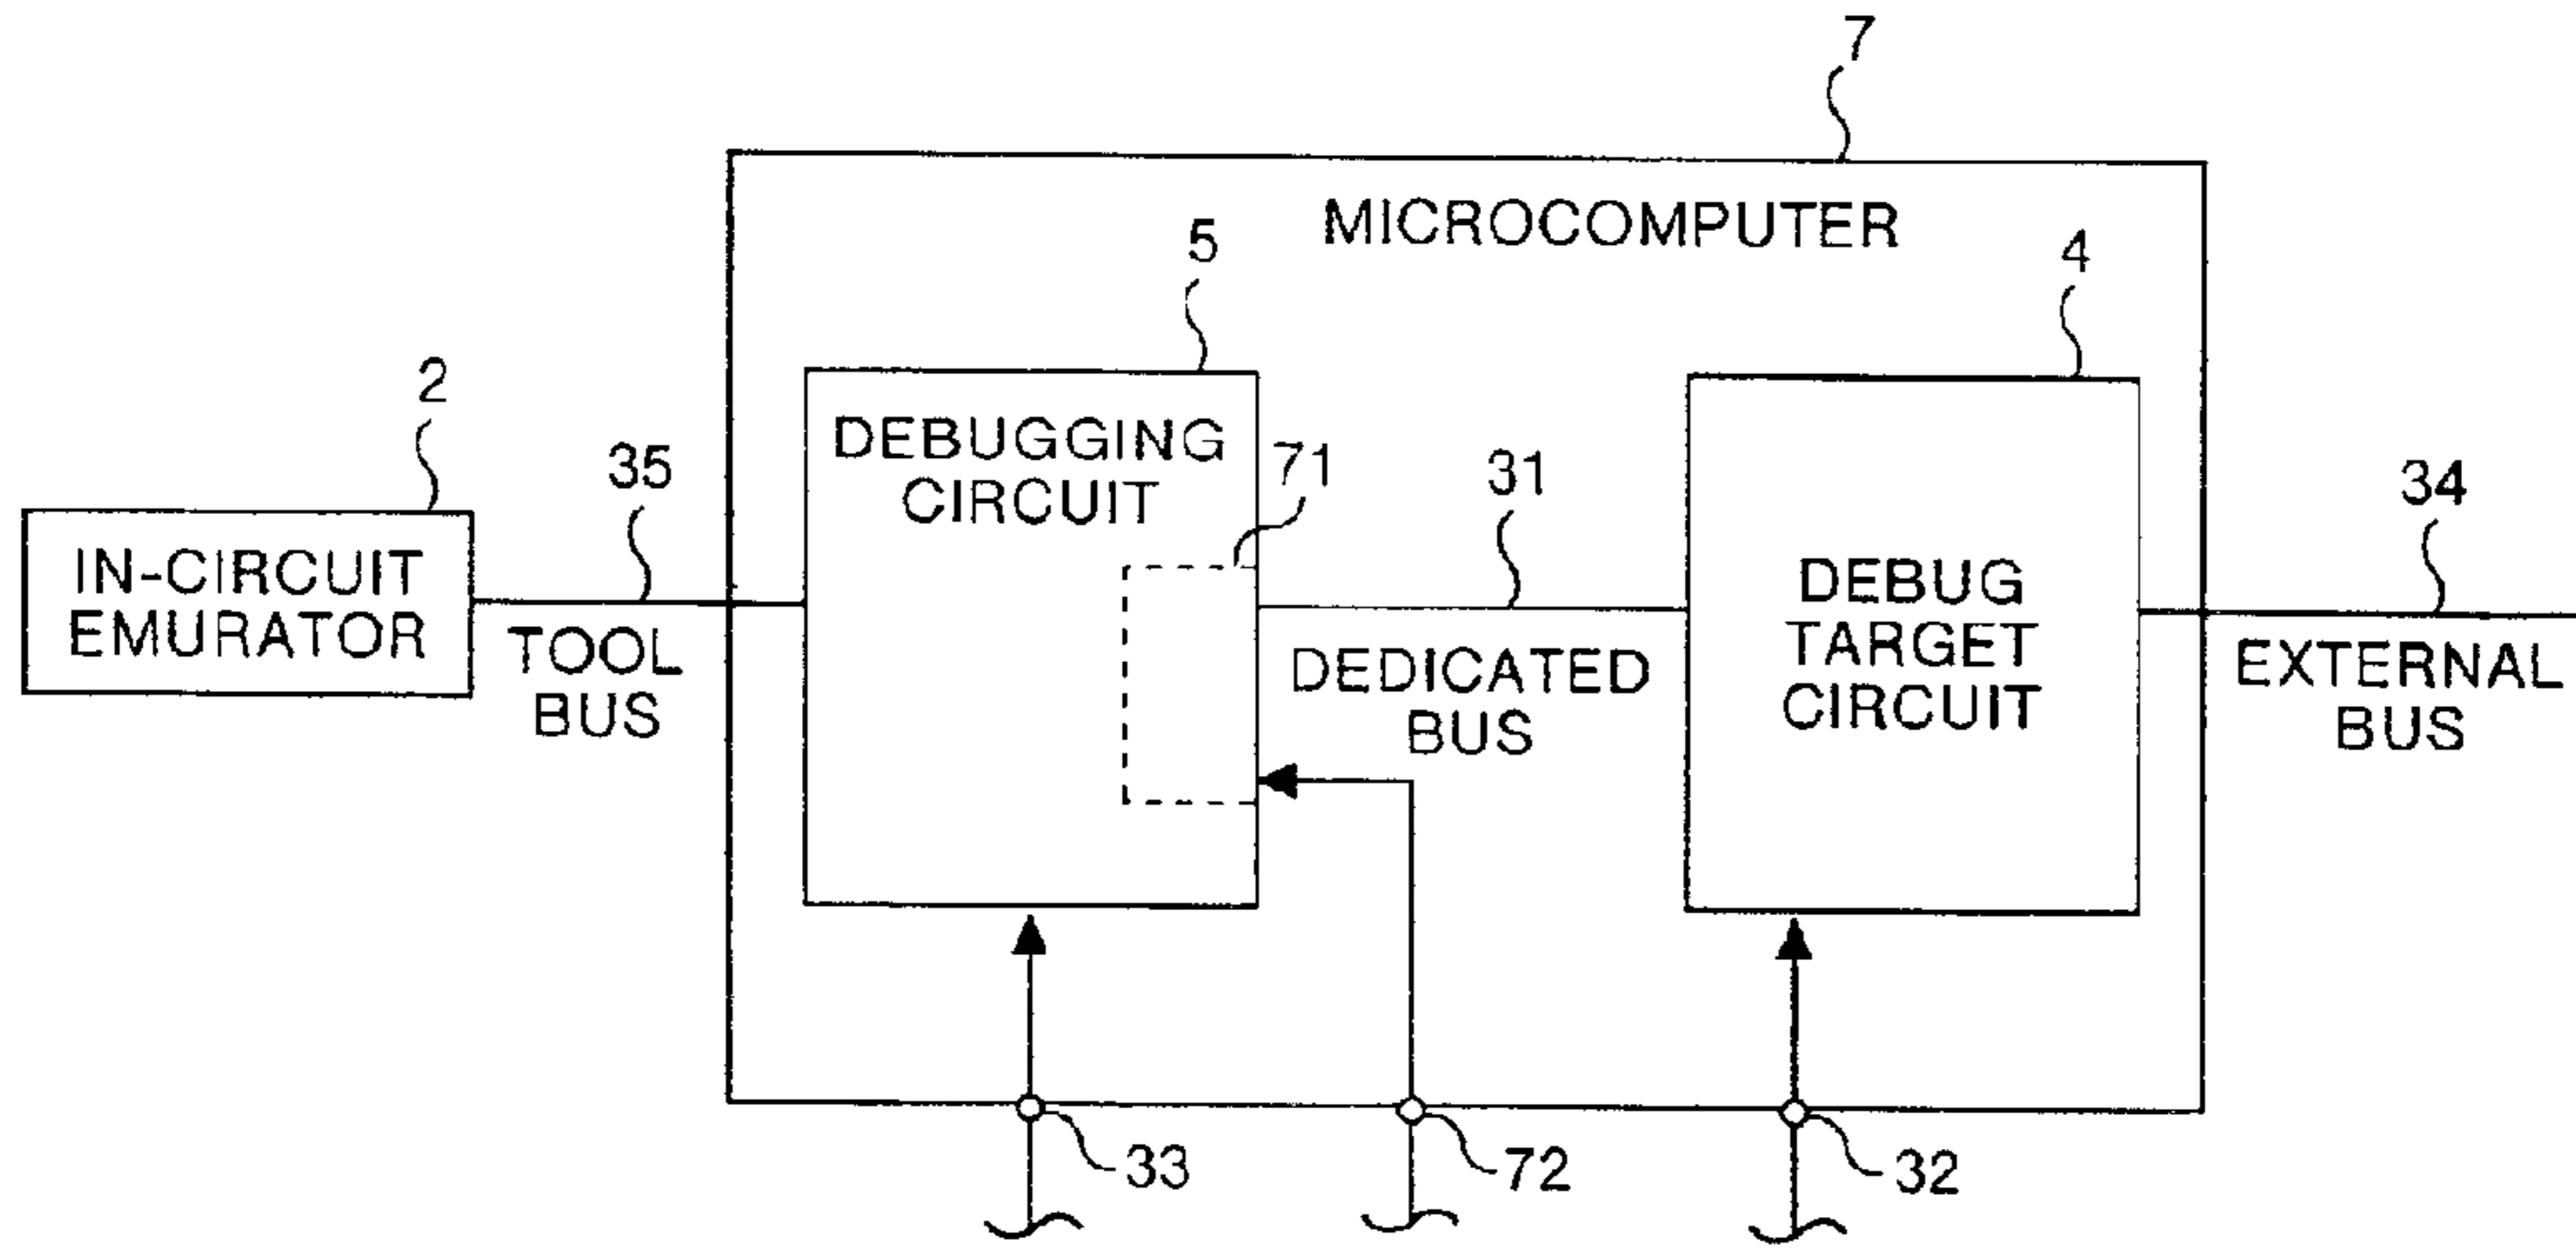 7
MICROCOMPUTER
5
4
2
DEBUGGING
CIRCUIT
35
71
31
34
IN-CIRCUIT
EMURATOR
TOOL
BUS
DEDICATED
BUS
DEBUG
TARGET
CIRCUIT
EXTERNAL
BUS
33
72
32